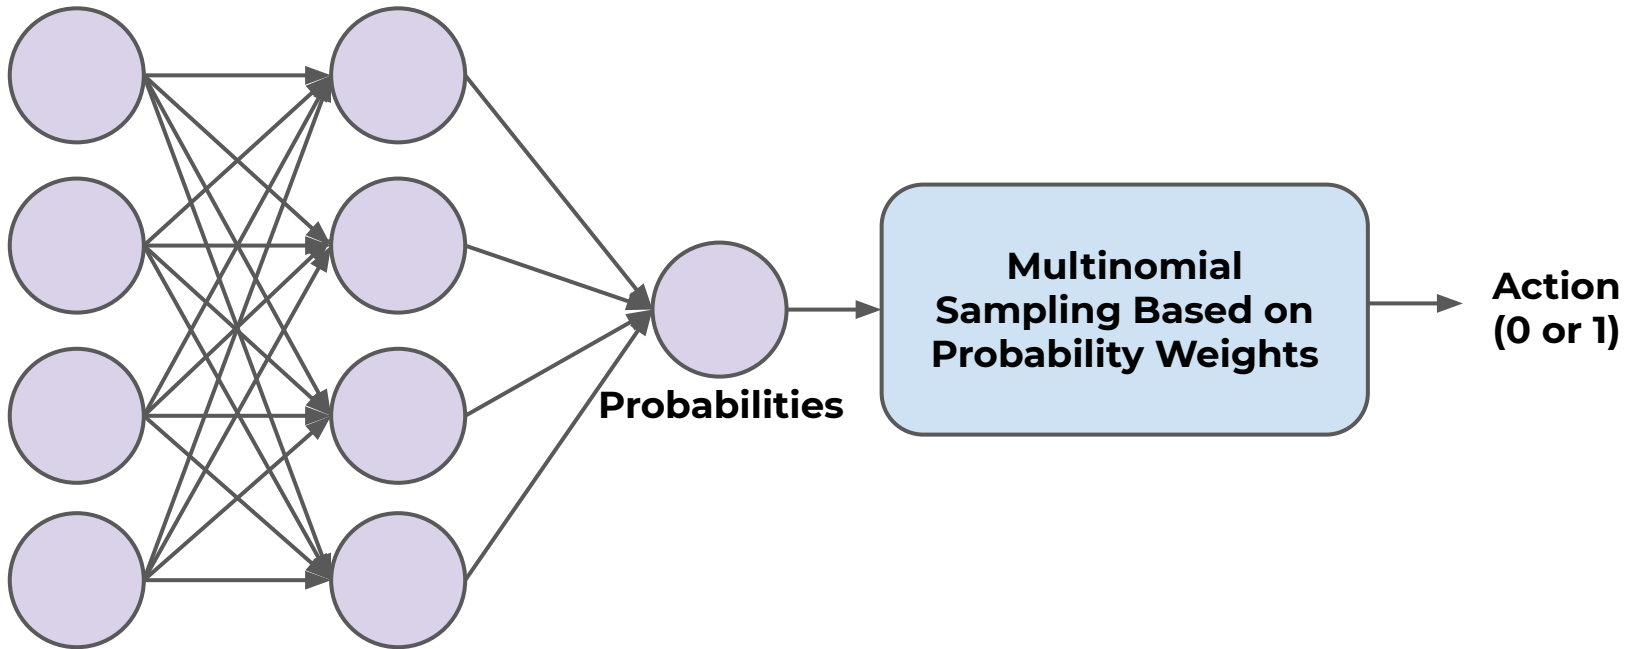 Probabilities
Multinomial
Sampling Based on
Probability Weights
Action
(0 or 1)